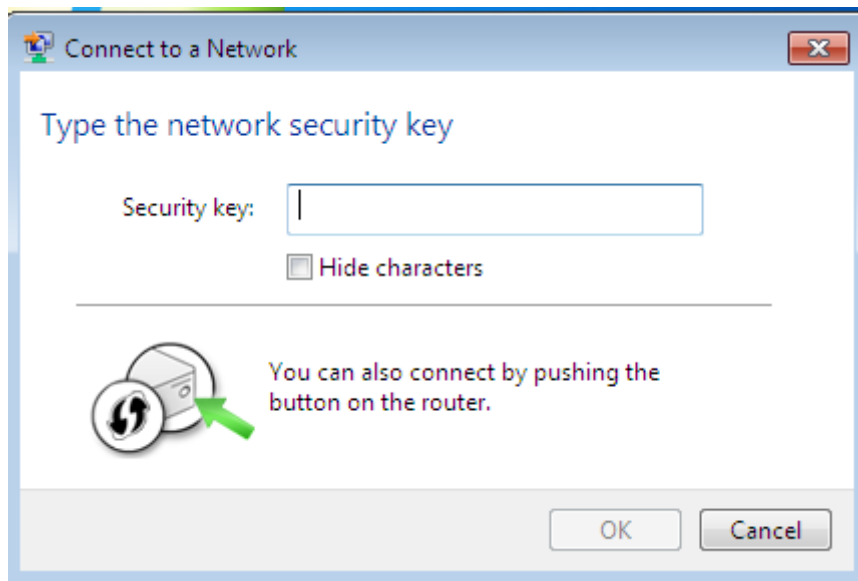 Connect to a Network
Type the network security key
Security key:
Hide characters
You can also connect by pushing the
button on the router.
OK
Cancel